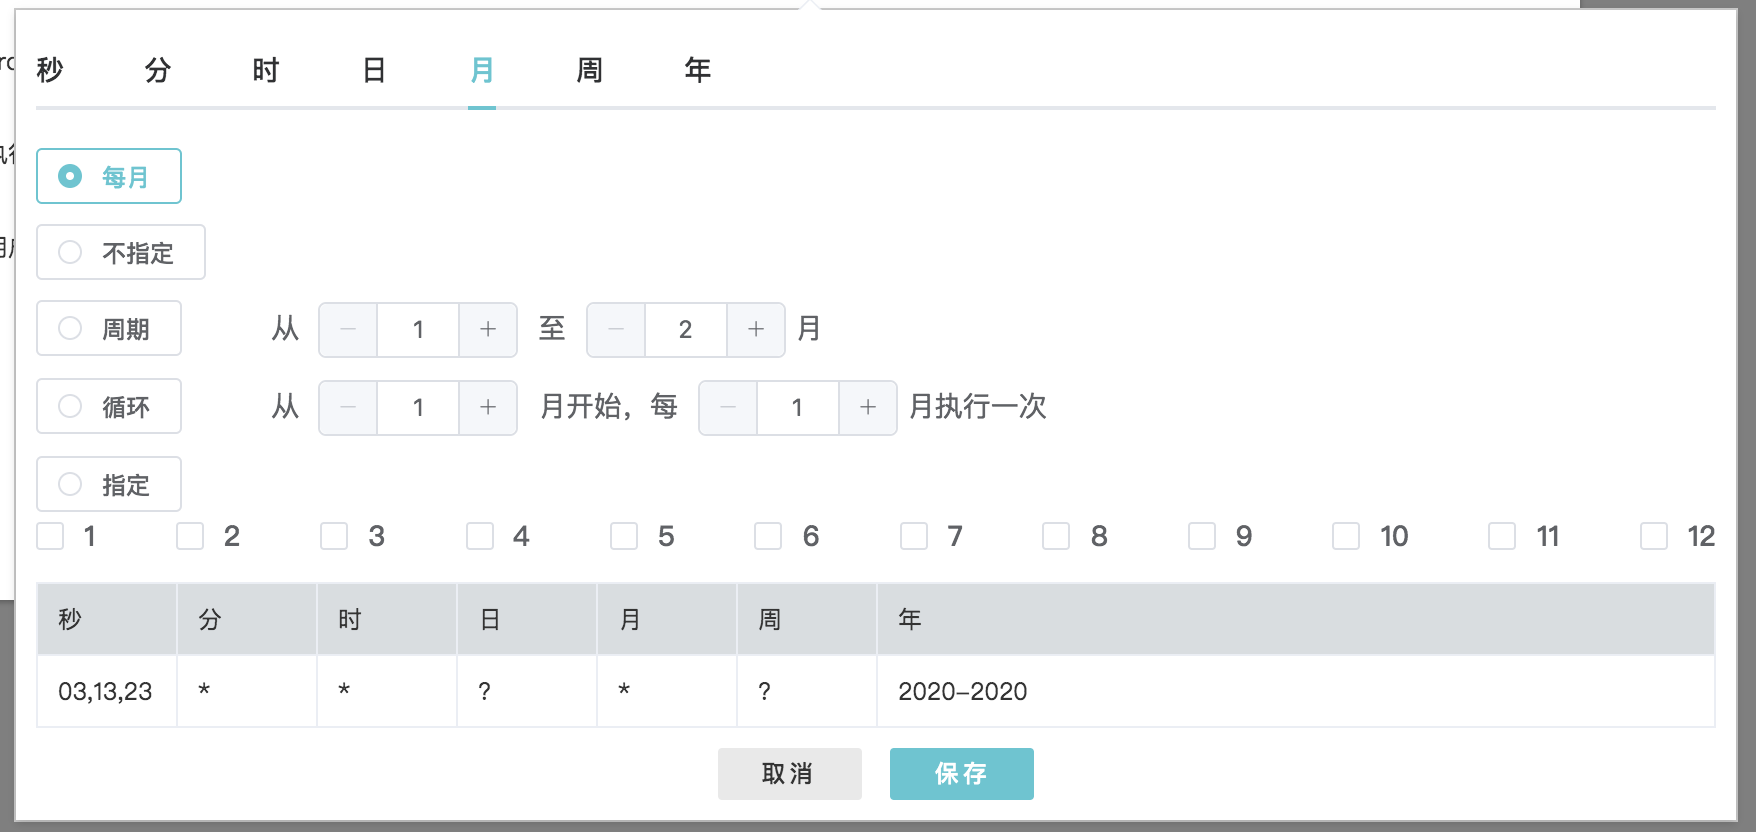 秒 分 时 日 月 周 年
每月
不指定
周期 从 1 至 2 月
循环 从 1 月开始，每 1 月执行一次
指定
1 2 3 4 5 6 7 8 9 10 11 12
秒 分 时 日 月 周 年
03,13,23 * * ? * ? 2020-2020
取消 保存